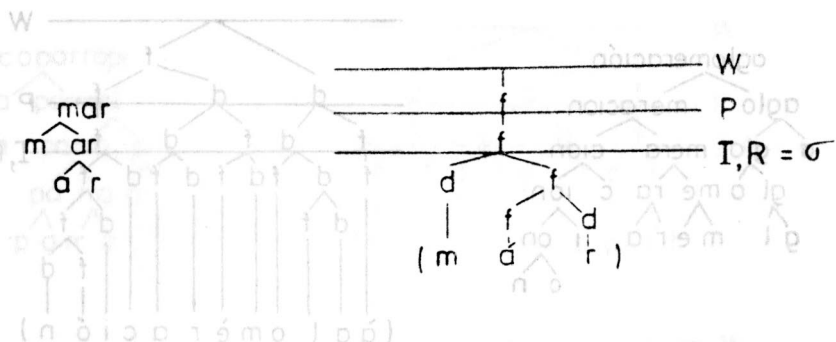 mar
m ar
á r
W
f P
f I,R = σ
d f
f d
( m á r )